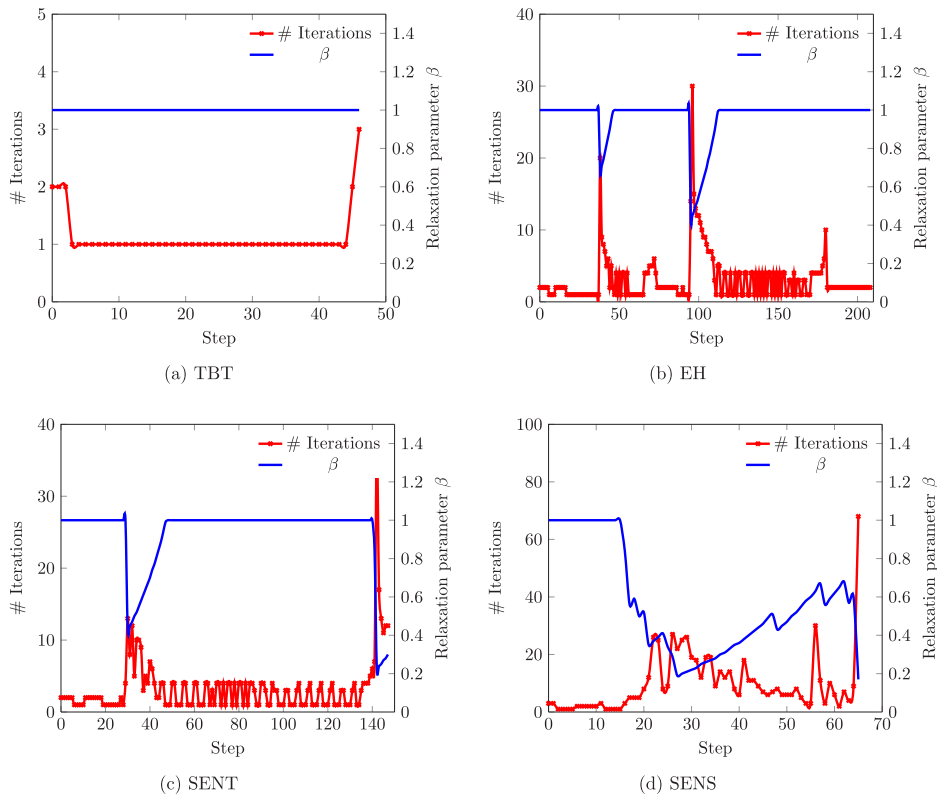 # Iterations
β
5
4
3
2
1
0
1.4
1.2
1
0.8
0.6
0.4
0.2
0
# Iterations
Relaxation parameter β
0 10 20 30 40 50
Step
(a) TBT
# Iterations
β
40
30
20
10
0
1.4
1.2
1
0.8
0.6
0.4
0.2
0
# Iterations
Relaxation parameter β
0 50 100 150 200
Step
(b) EH
# Iterations
β
40
30
20
10
0
1.4
1.2
1
0.8
0.6
0.4
0.2
0
# Iterations
Relaxation parameter β
0 20 40 60 80 100 120 140
Step
(c) SENT
# Iterations
β
100
80
60
40
20
0
1.4
1.2
1
0.8
0.6
0.4
0.2
0
# Iterations
Relaxation parameter β
0 10 20 30 40 50 60 70
Step
(d) SENS